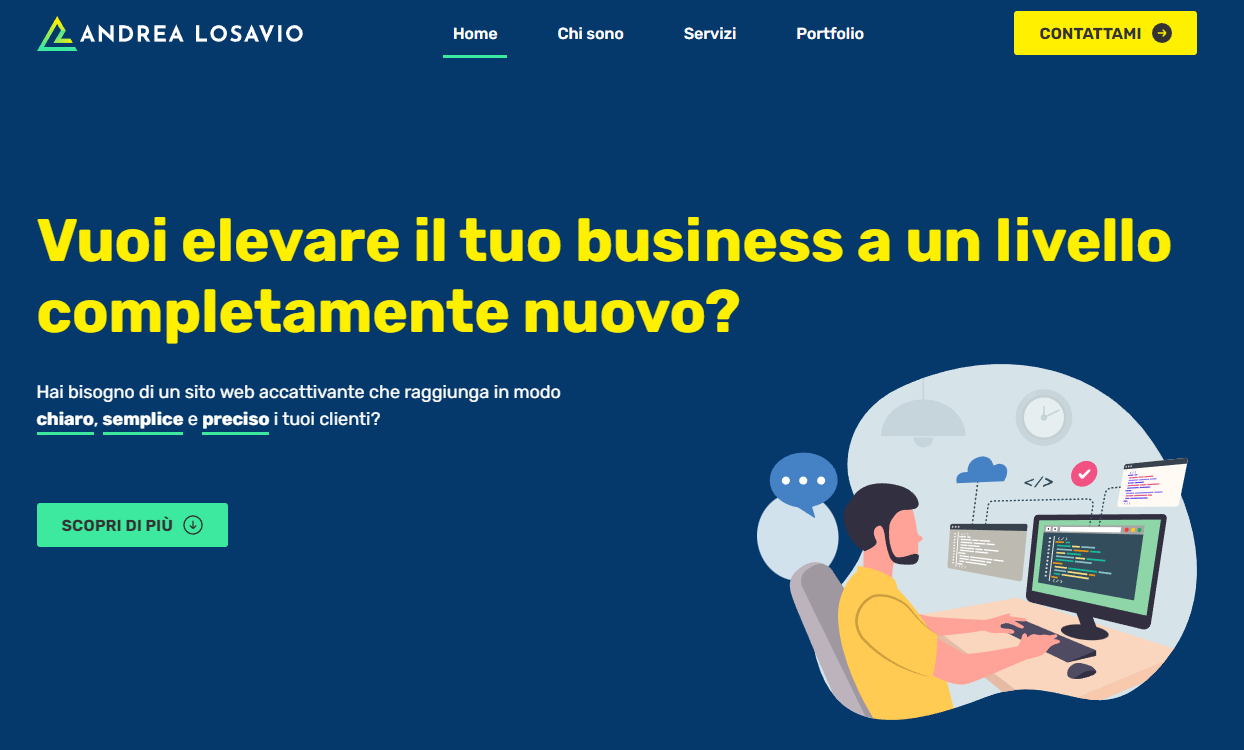 ANDREA LOSAVIO
Home
Chi sono
Servizi
Portfolio
CONTATTAMI
Vuoi elevare il tuo business a un livello
completamente nuovo?
Hai bisogno di un sito web accattivante che raggiunga in modo
chiaro, semplice e preciso i tuoi clienti?
SCOPRI DI PIÙ
</>